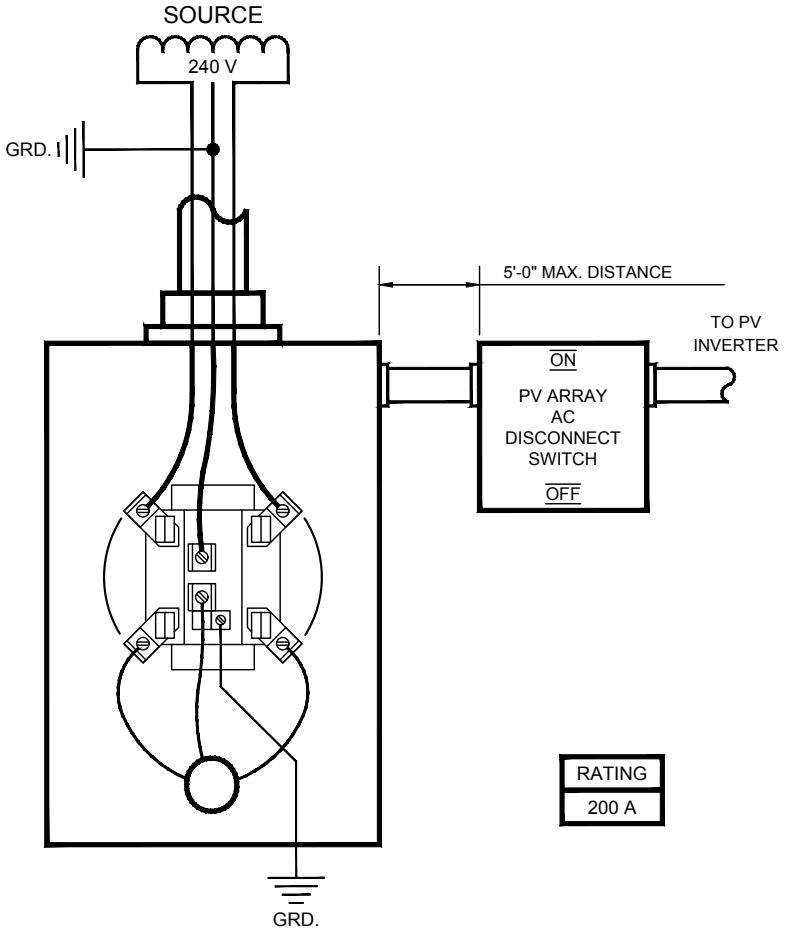 SOURCE
240 V
GRD.
5'-0" MAX. DISTANCE
TO PV
INVERTER
ON
PV ARRAY
AC
DISCONNECT
SWITCH
OFF
RATING
200 A
GRD.